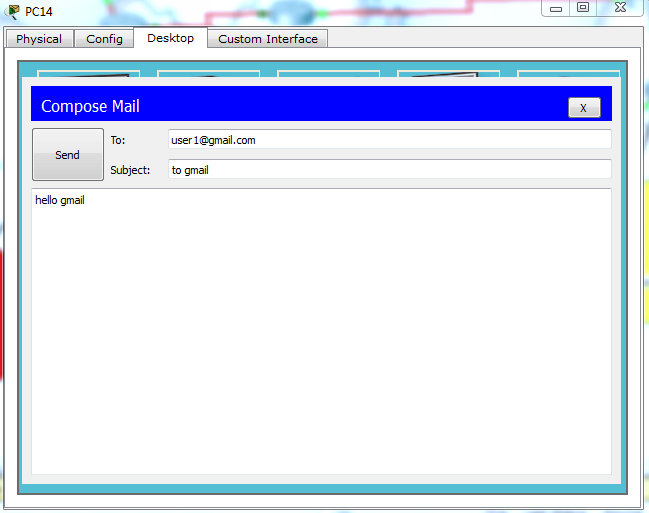 PC14
Physical Config Desktop Custom Interface
Compose Mail X
Send
To: user1@gmail.com
Subject: to gmail
hello gmail